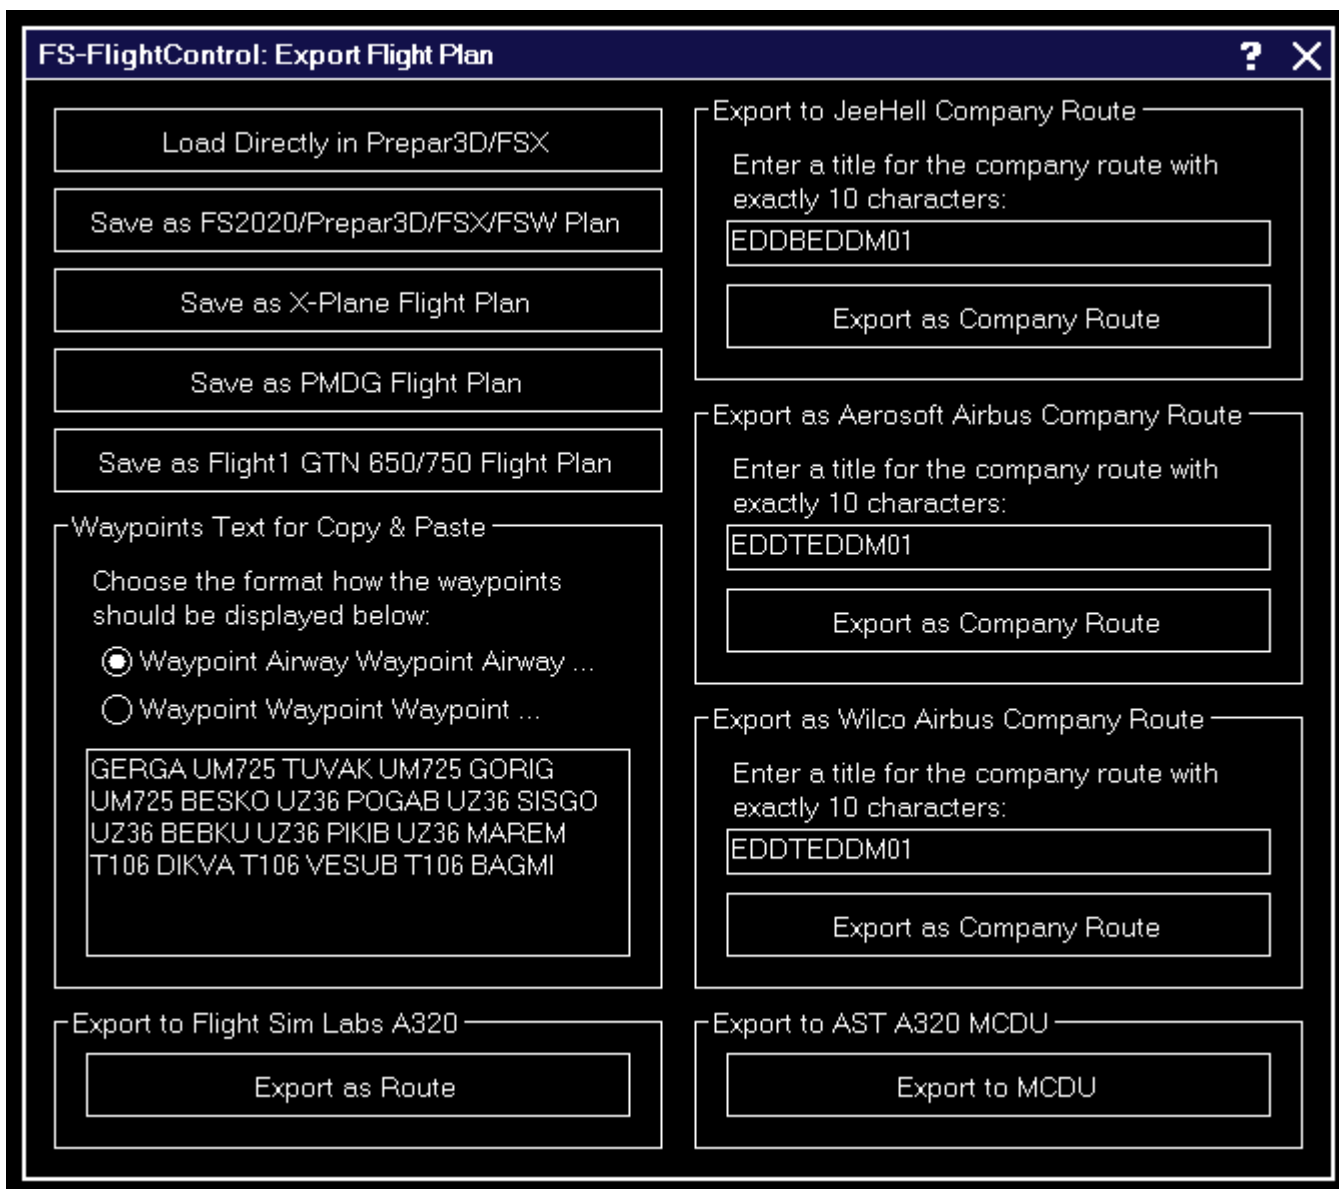 FS-FlightControl: Export Flight Plan
?
Load Directly in Prepar3D/FSX
Save as FS2020/Prepar3D/FSX/FSW Plan
Save as X-Plane Flight Plan
Save as PMDG Flight Plan
Save as Flight1 GTN 650/750 Flight Plan
Waypoints Text for Copy & Paste
Choose the format how the waypoints
should be displayed below:
Waypoint Airway Waypoint Airway ...
Waypoint Waypoint Waypoint ...
GERGA UM725 TUVAK UM725 GORIG
UM725 BESKO UZ36 POGAB UZ36 SISGO
UZ36 BEBKU UZ36 PIKIB UZ36 MAREM
T106 DIKVA T106 VESUB T106 BAGMI
Export to Flight Sim Labs A320
Export as Route
Export to JeeHell Company Route
Enter a title for the company route with
exactly 10 characters:
EDDBEDDM01
Export as Company Route
Export as Aerosoft Airbus Company Route
Enter a title for the company route with
exactly 10 characters:
EDDTEDDM01
Export as Company Route
Export as Wilco Airbus Company Route
Enter a title for the company route with
exactly 10 characters:
EDDTEDDM01
Export as Company Route
Export to AST A320 MCDU
Export to MCDU